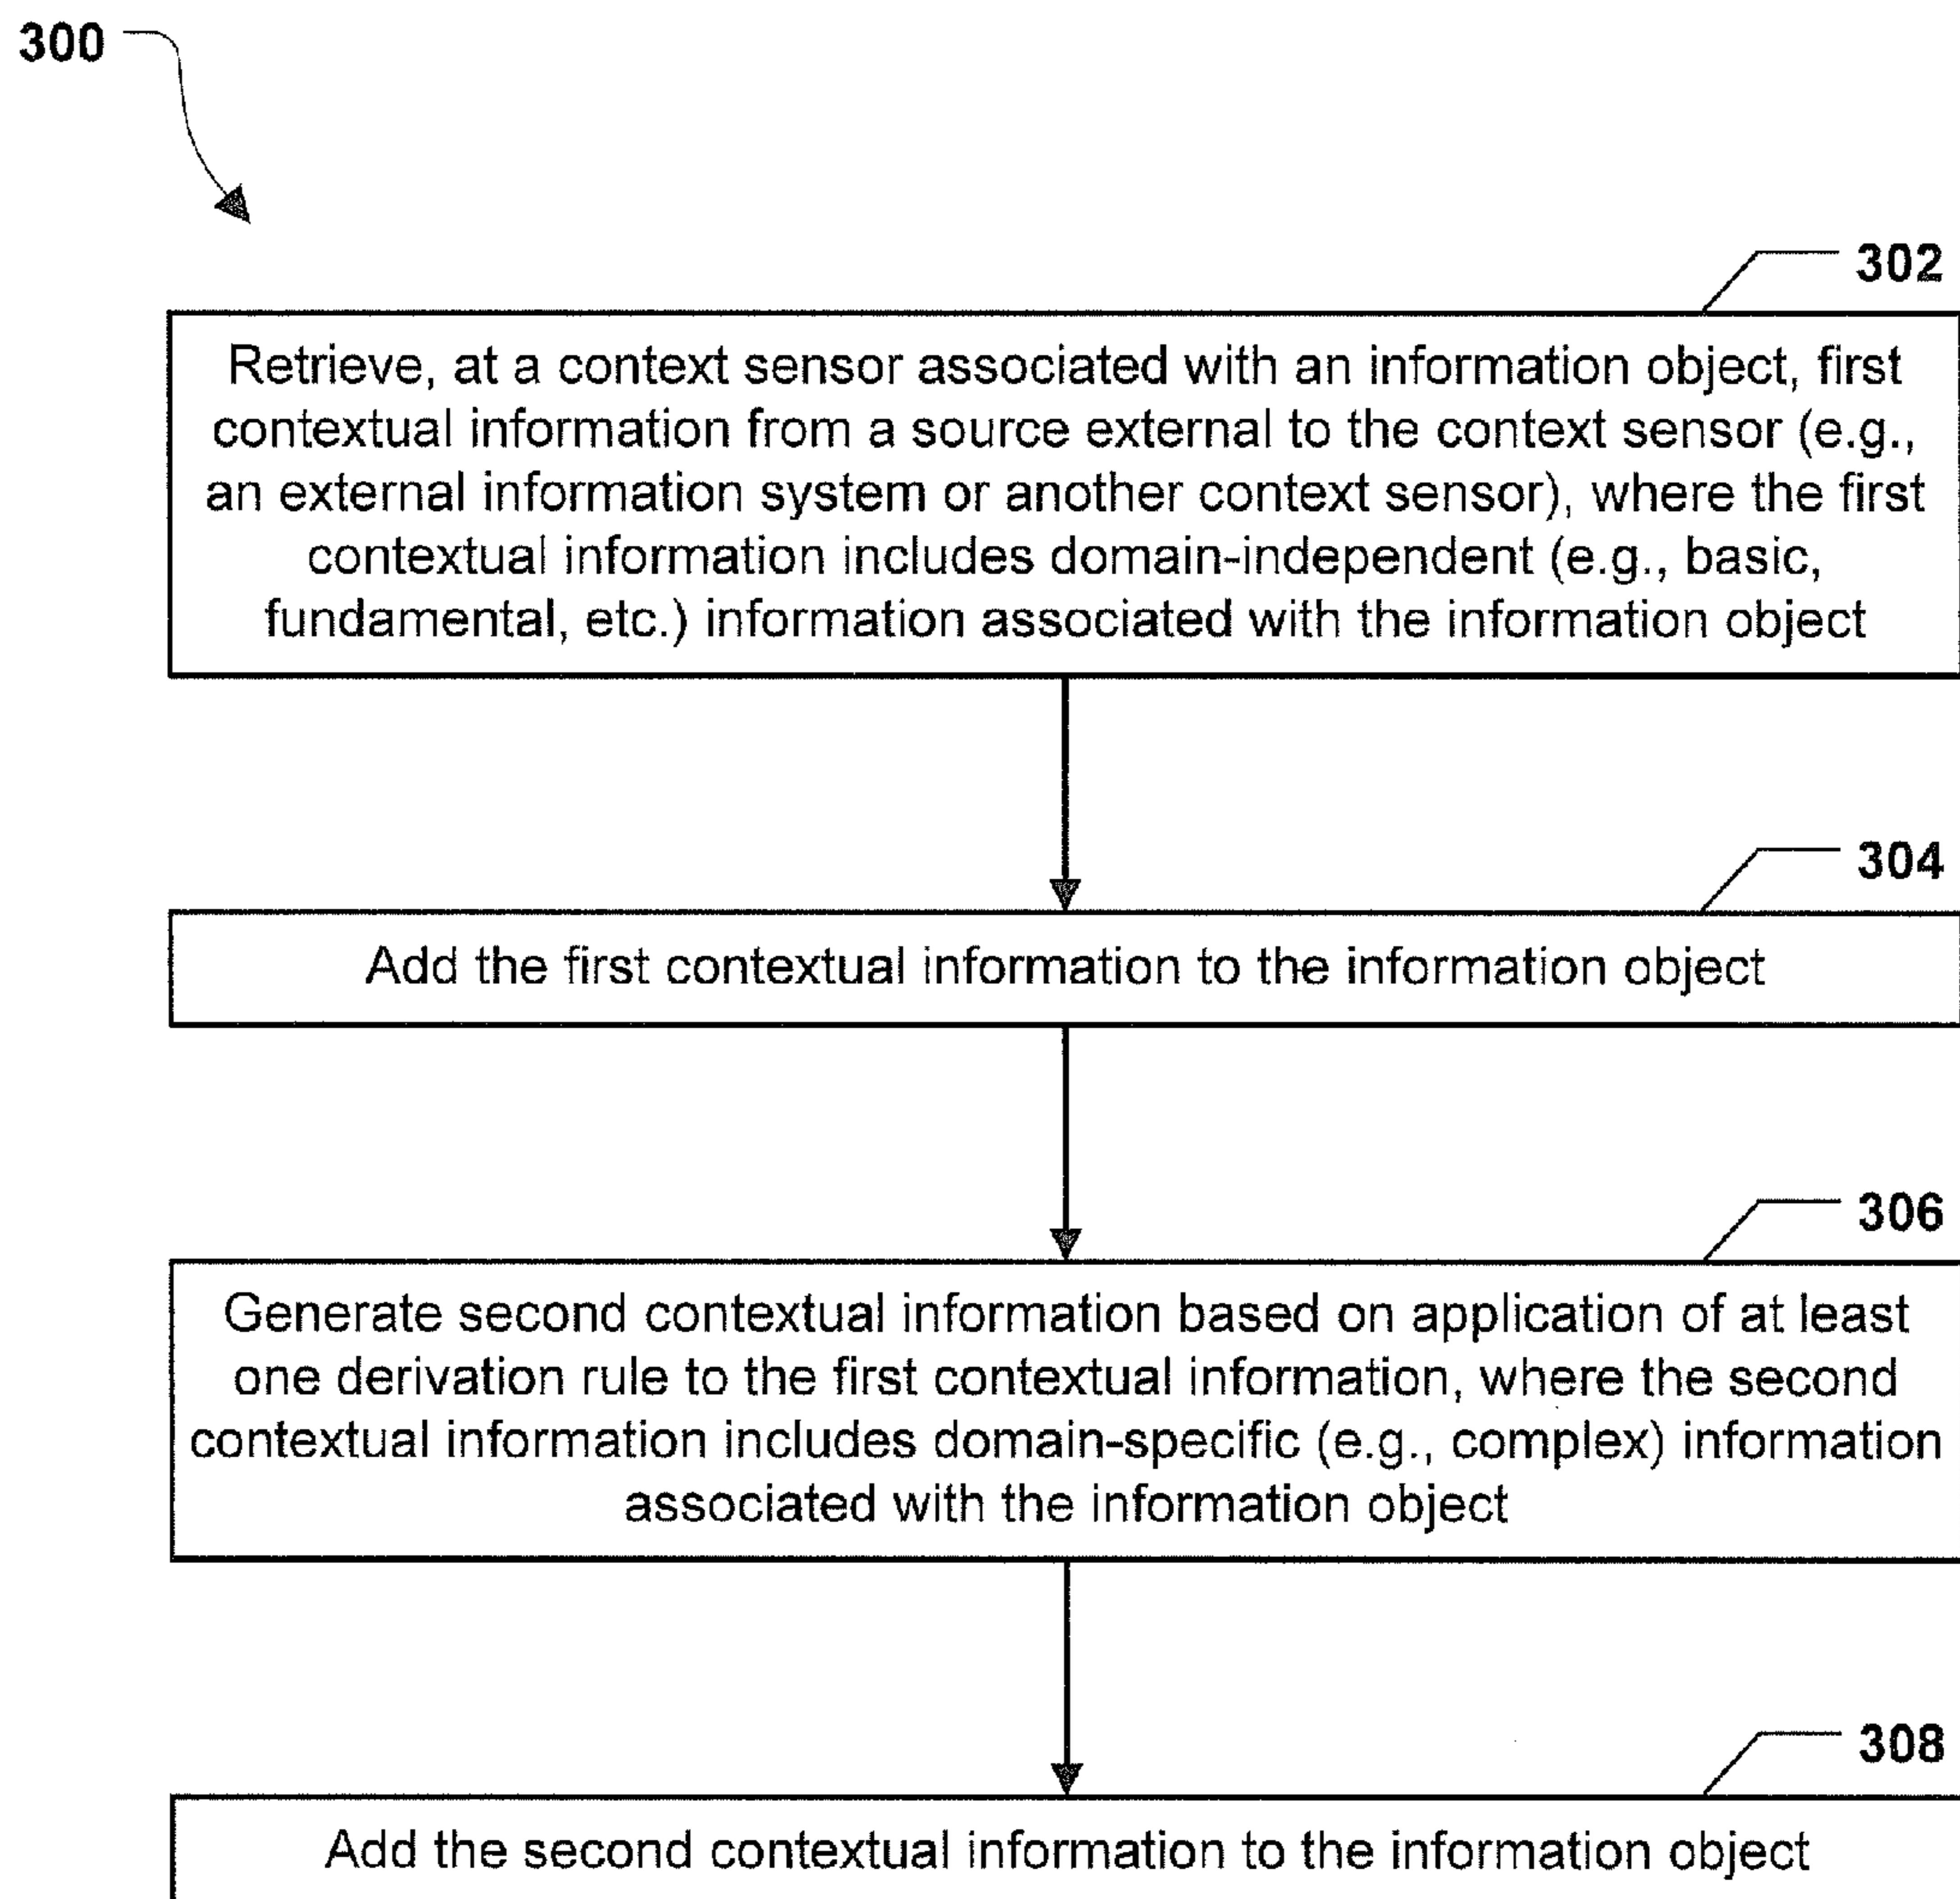 300
302
Retrieve, at a context sensor associated with an information object, first
contextual information from a source external to the context sensor (e.g.,
an external information system or another context sensor), where the first
contextual information includes domain-independent (e.g., basic,
fundamental, etc.) information associated with the information object
304
Add the first contextual information to the information object
306
Generate second contextual information based on application of at least
one derivation rule to the first contextual information, where the second
contextual information includes domain-specific (e.g., complex) information
associated with the information object
308
Add the second contextual information to the information object